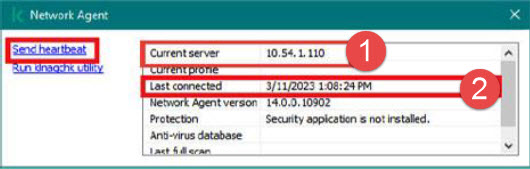 Network Agent
Send heartbeat
Run klnagchk utility
Current server 10.54.1.110
1
Current profile
Last connected 3/11/2023 1:08:24 PM
2
Network Agent version 14.0.0.10902
Protection Security application is not installed.
Anti-virus database
Last full scan